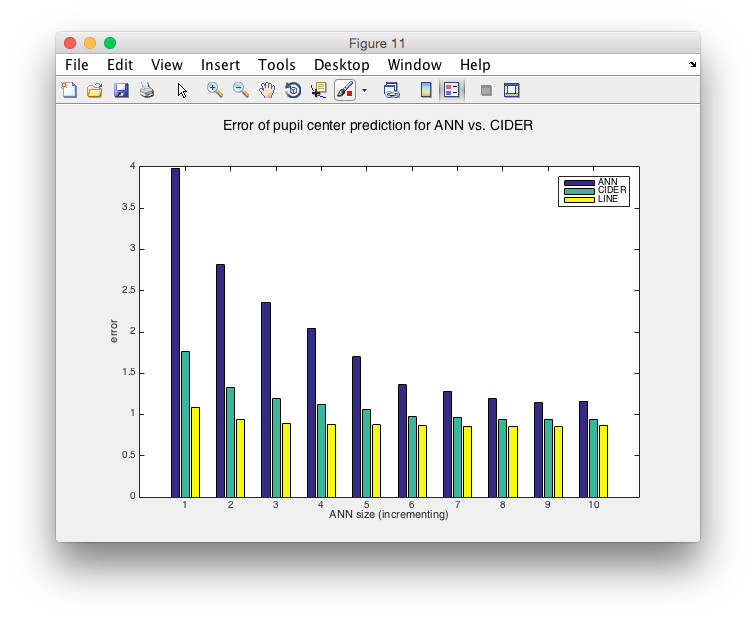 Figure 11
File Edit View Insert Tools Desktop Window Help
Error of pupil center prediction for ANN vs. CIDER
ANN
CIDER
LINE
4
3.5
3
2.5
2
1.5
1
0.5
0
error
1 2 3 4 5 6 7 8 9 10
ANN size (incrementing)